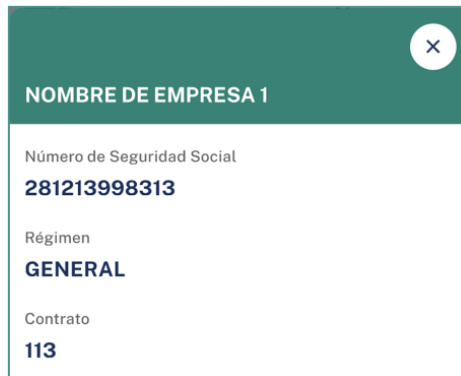 NOMBRE DE EMPRESA 1
Número de Seguridad Social
281213998313
Régimen
GENERAL
Contrato
113